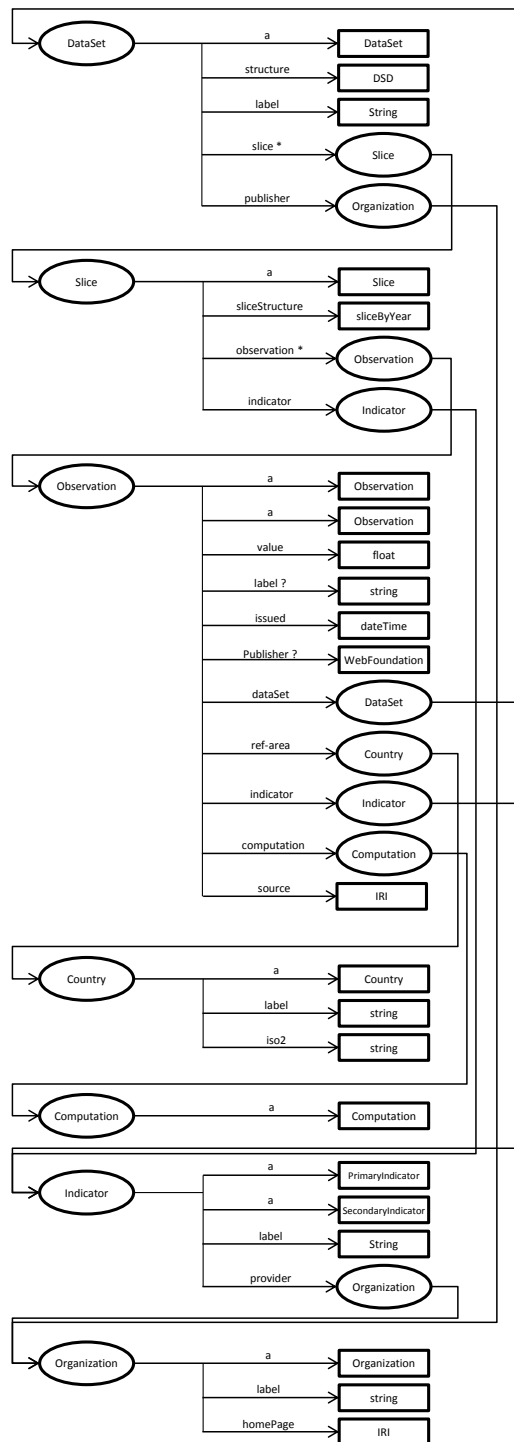 a
DataSet
DataSet
structure
DSD
label
String
slice *
Slice
publisher
Organization
a
Slice
Slice
sliceStructure
sliceByYear
observation *
Observation
indicator
Indicator
a
Observation
Observation
a
Observation
value
float
label ?
string
issued
dateTime
Publisher ?
WebFoundation
dataSet
DataSet
ref-area
Country
indicator
Indicator
computation
Computation
source
IRI
a
Country
Country
label
string
iso2
string
a
Computation
Computation
a
PrimaryIndicator
Indicator
a
SecondaryIndicator
label
String
provider
Organization
a
Organization
Organization
label
string
homePage
IRI